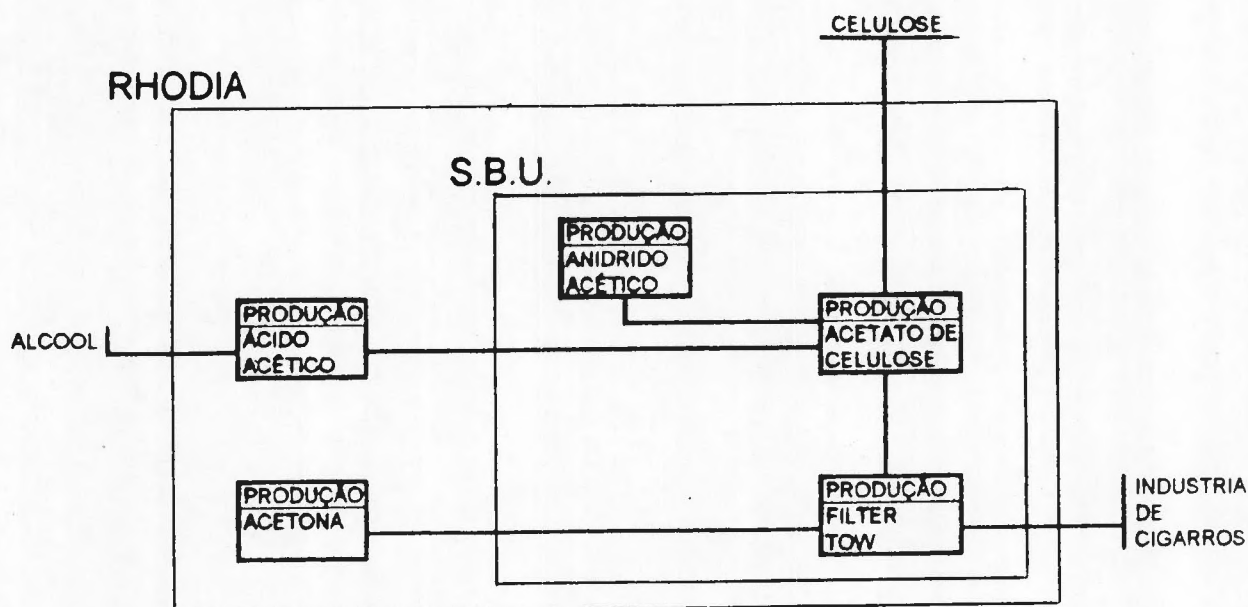 CELULOSE
RHODIA
S.B.U.
PRODUÇÃO
ANIDRIDO
ACÉTICO
PRODUÇÃO
ÁCIDO
ACÉTICO
ALCOOL
PRODUÇÃO
ACETATO DE
CELULOSE
PRODUÇÃO
ACETONA
PRODUÇÃO
FILTER
TOW
INDUSTRIA
DE
CIGARROS